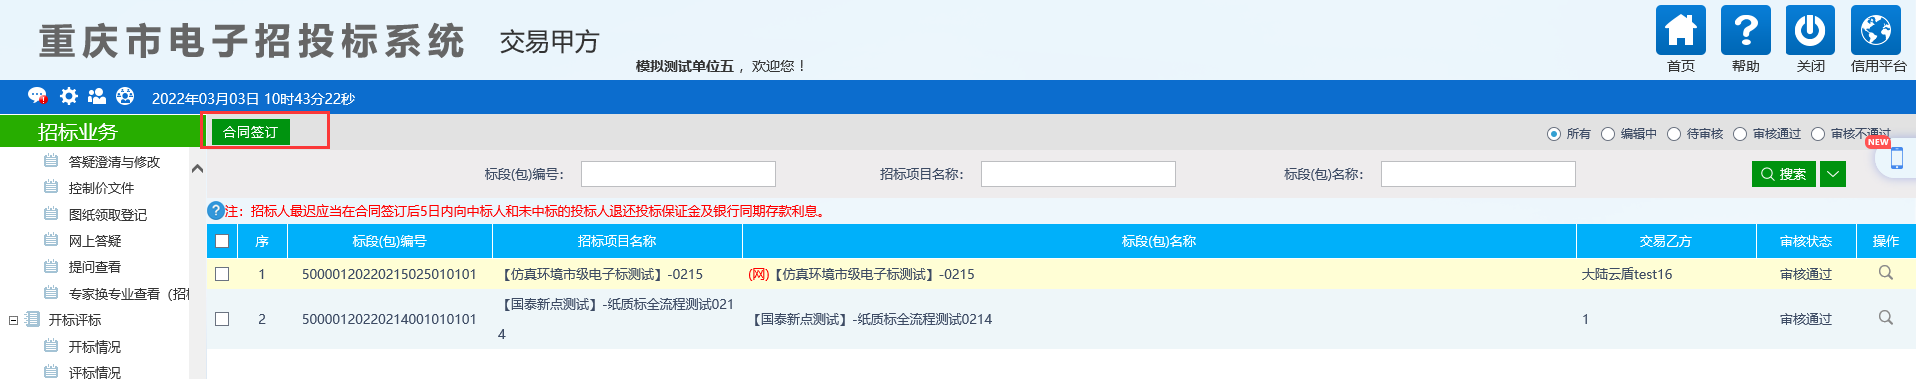 重庆市电子招投标系统
交易甲方
模拟测试单位五，欢迎您！
首页
帮助
关闭
信用平台
2022年03月03日 10时43分22秒
招标业务
合同签订
所有
编辑中
待审核
审核通过
审核不通过
NEW
答疑澄清与修改
控制价文件
图纸领取登记
网上答疑
提问查看
专家换专业查看（招标
开标评标
开标情况
评标情况
标段(包)编号：
招标项目名称：
标段(包)名称：
搜索
注：招标人最迟应当在合同签订后5日内向中标人和未中标的投标人退还投标保证金及银行同期存款利息。
序 标段(包)编号 招标项目名称 标段(包)名称 交易乙方 审核状态 操作
1 50000120220215025010101 【仿真环境市级电子标测试】-0215 (网)【仿真环境市级电子标测试】-0215 大陆云盾test16 审核通过
2 50000120220214001010101 【国泰新点测试】-纸质标全流程测试021
4
【国泰新点测试】-纸质标全流程测试0214 1 审核通过